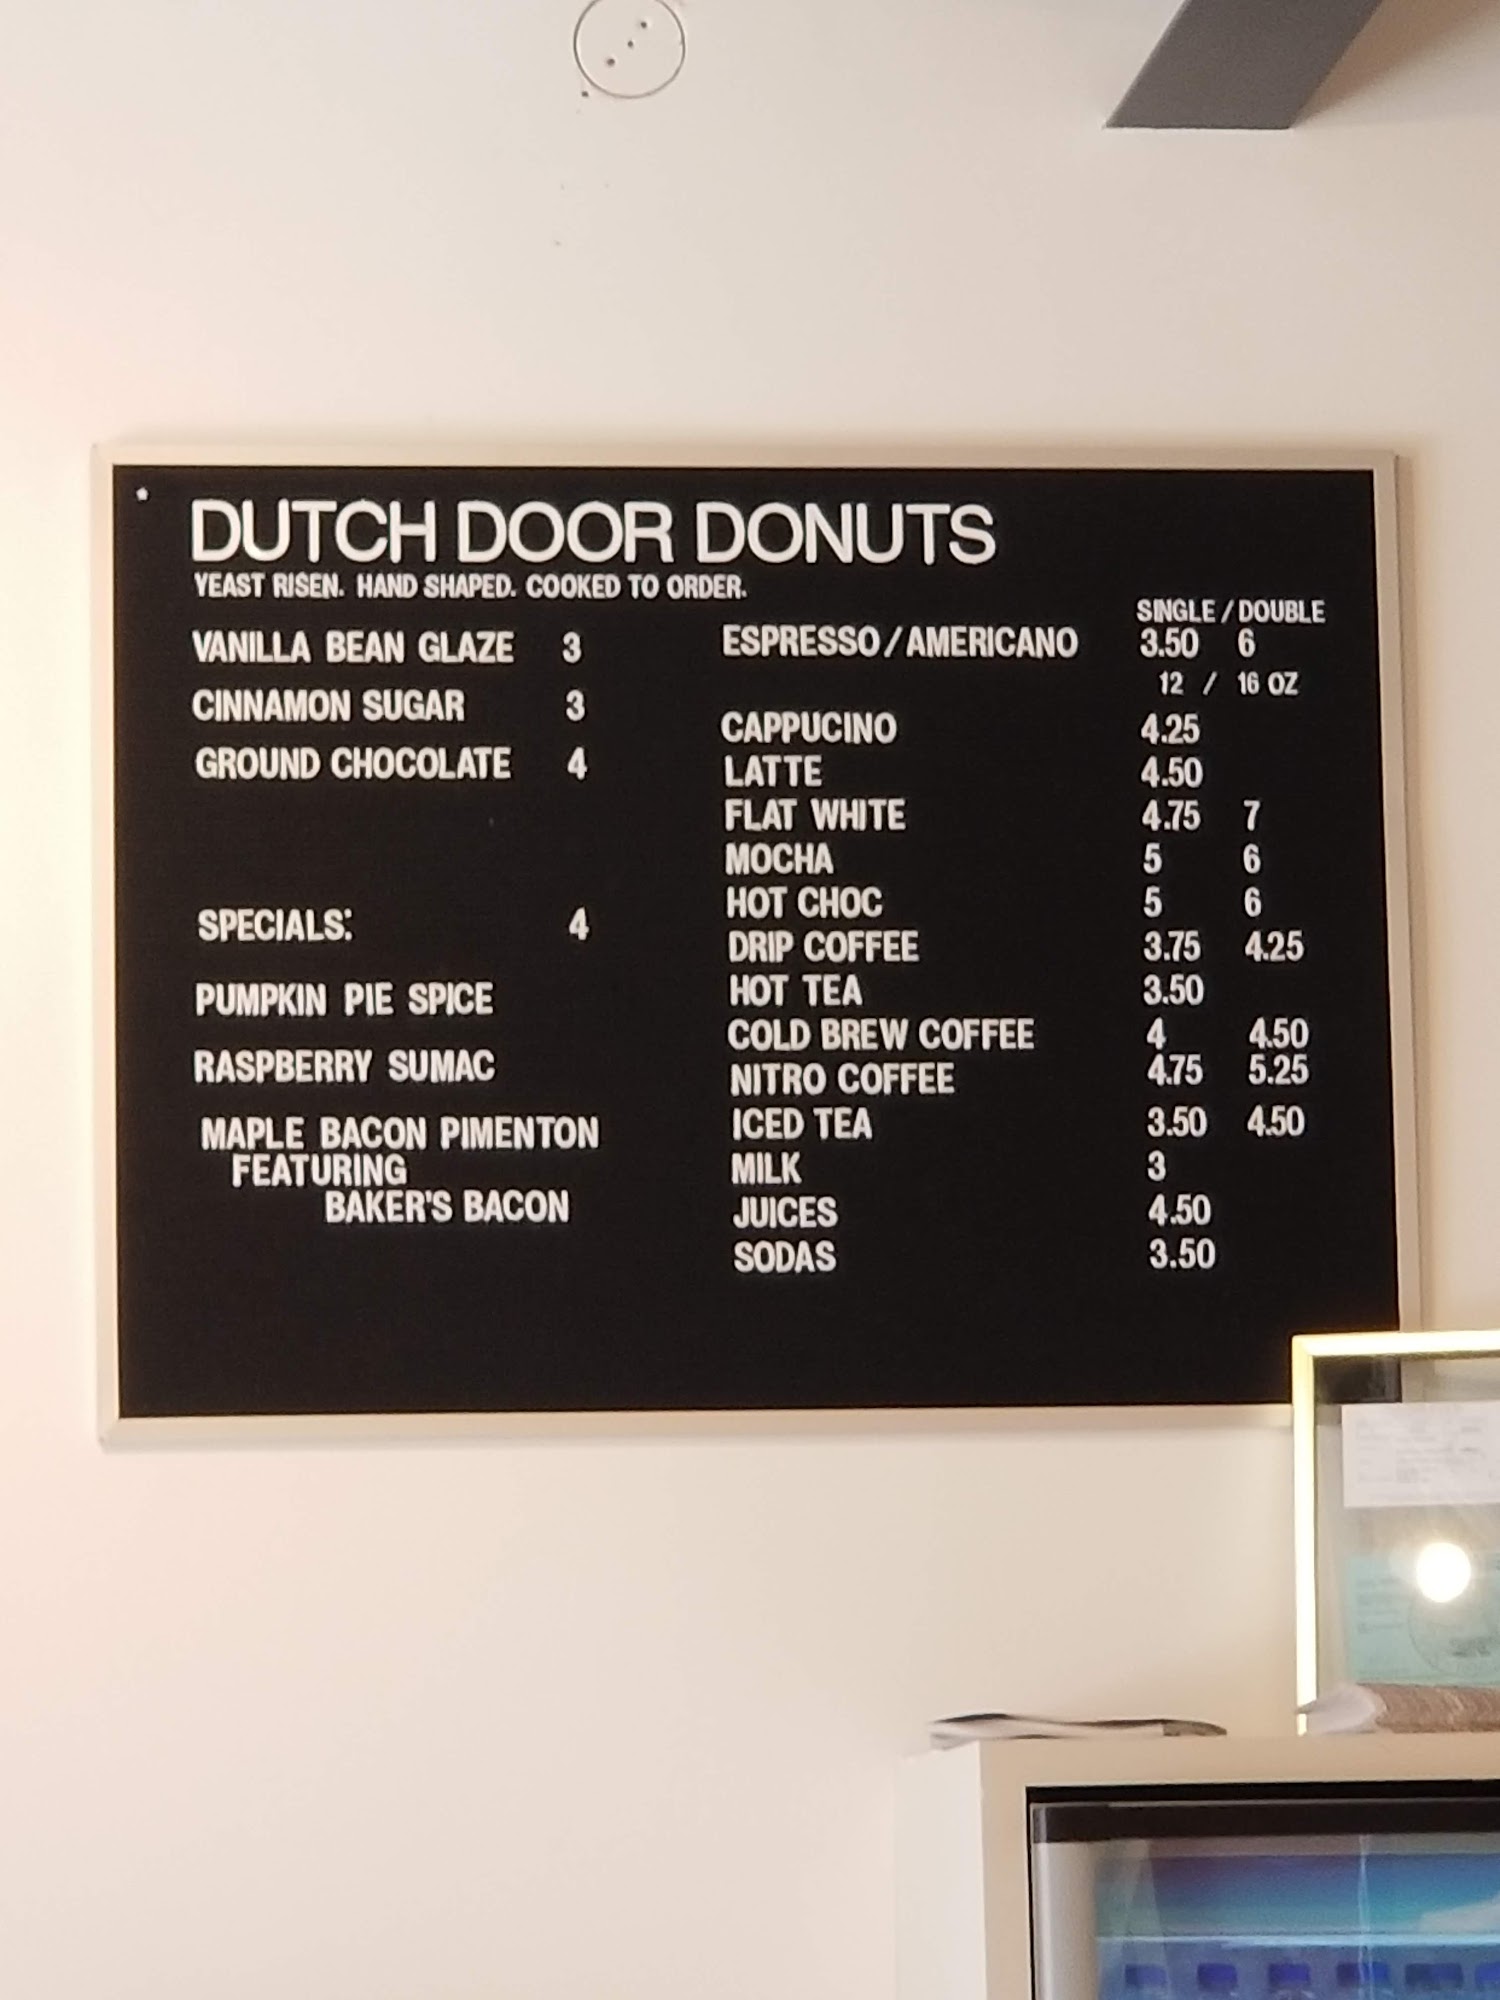 DUTCH DOOR DONUTS
YEAST RISEN. HAND SHAPED. COOKED TO ORDER.
VANILLA BEAN GLAZE 3
CINNAMON SUGAR 3
GROUND CHOCOLATE 4
SPECIALS: 4
PUMPKIN PIE SPICE
RASPBERRY SUMAC
MAPLE BACON PIMENTON
FEATURING
BAKER'S BACON
SINGLE / DOUBLE
ESPRESSO / AMERICANO 3.50 6
12 / 16 OZ
CAPPUCINO 4.25
LATTE 4.50
FLAT WHITE 4.75 7
MOCHA 5 6
HOT CHOC 5 6
DRIP COFFEE 3.75 4.25
HOT TEA 3.50
COLD BREW COFFEE 4 4.50
NITRO COFFEE 4.75 5.25
ICED TEA 3.50 4.50
MILK 3
JUICES 4.50
SODAS 3.50